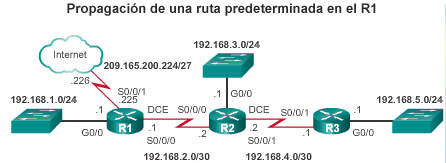 Propagación de una ruta predeterminada en el R1
Internet
209.165.200.224/27
192.168.3.0/24
.226
S0/0/1
.225
.1
G0/0
192.168.1.0/24
.1
G0/0
R1
DCE
S0/0/0
.1
S0/0/0
.2
192.168.2.0/30
R2
DCE
S0/0/1
.2
S0/0/1
.1
192.168.4.0/30
R3
.1
G0/0
192.168.5.0/24